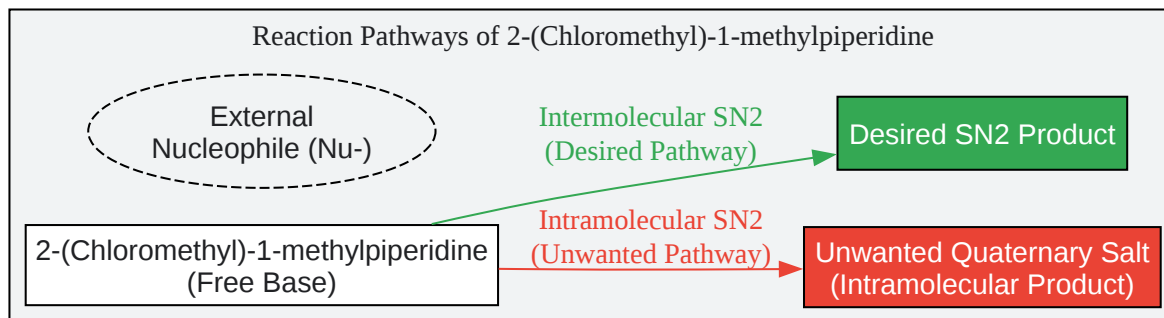 Reaction Pathways of 2-(Chloromethyl)-1-methylpiperidine
External
Nucleophile (Nu-)
Intermolecular SN2
(Desired Pathway)
Desired SN2 Product
2-(Chloromethyl)-1-methylpiperidine
(Free Base)
Intramolecular SN2
(Unwanted Pathway)
Unwanted Quaternary Salt
(Intramolecular Product)